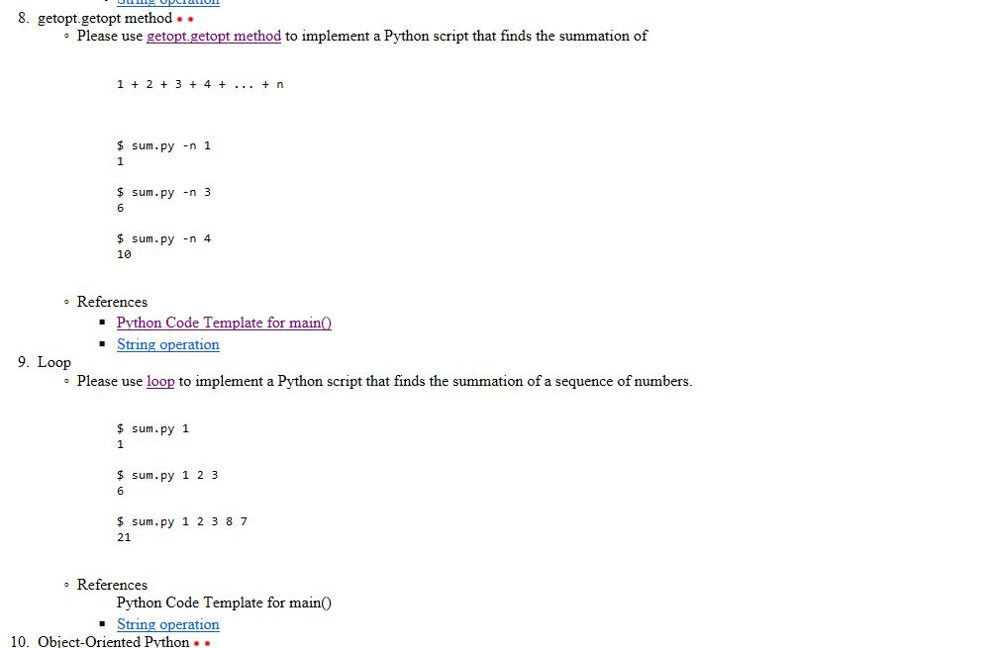 String operation
8. getopt.getopt method
Please use getopt.getopt method to implement a Python script that finds the summation of
1 + 2 + 3 + 4 + ... + n
$ sum.py -n 1
1
$ sum.py -n 3
6
$ sum.py -n 4
10
References
Python Code Template for main()
String operation
9. Loop
Please use loop to implement a Python script that finds the summation of a sequence of numbers.
$ sum.py 1
1
$ sum.py 1 2 3
6
$ sum.py 1 2 3 8 7
21
References
Python Code Template for main()
String operation
10. Object-Oriented Python